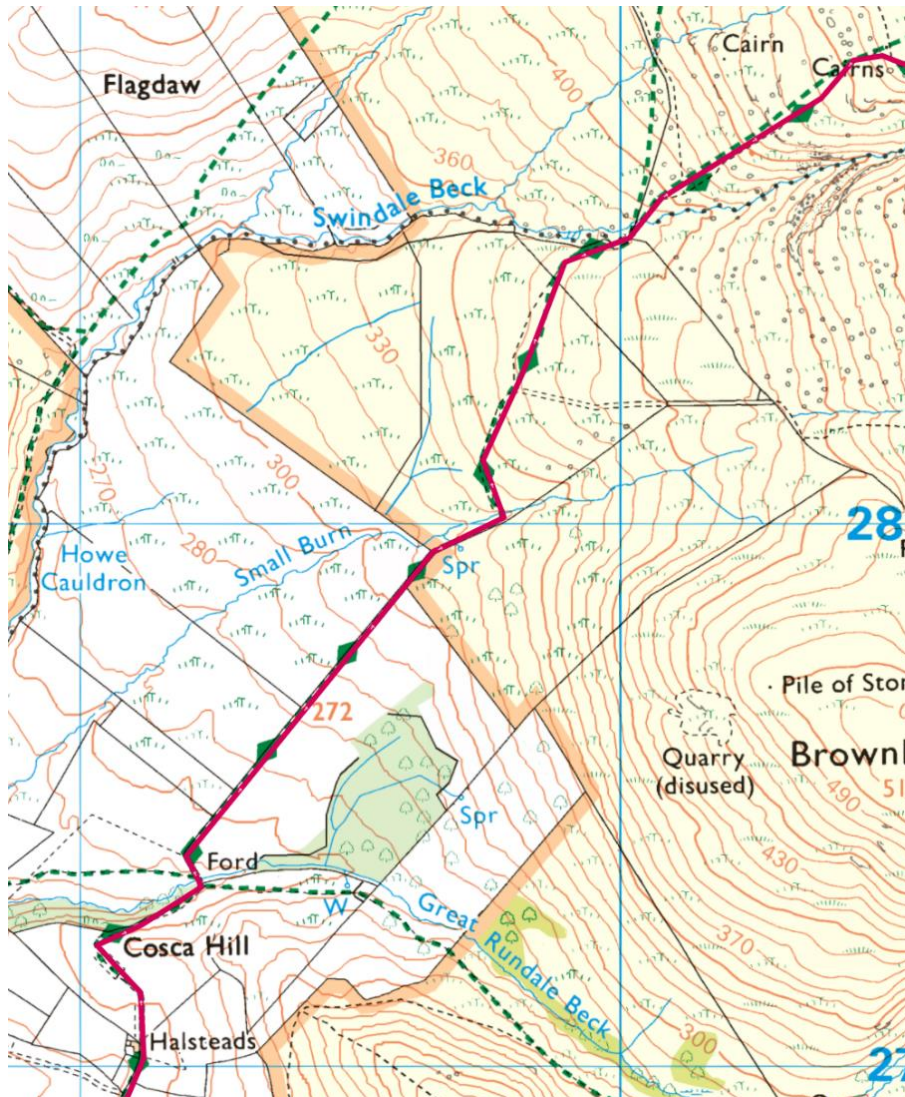 Cairn
Flagdaw
Cairns
400
360
Swindale Beck
330
300
270
28
Howe
Cauldron
280
Small Burn
Spr
Pile of Stor
272
Quarry
(disused)
Brown
490
51
Spr
430
Ford
W
Great Rundale Beck
Cosca Hill
370
Halsteads
300
27